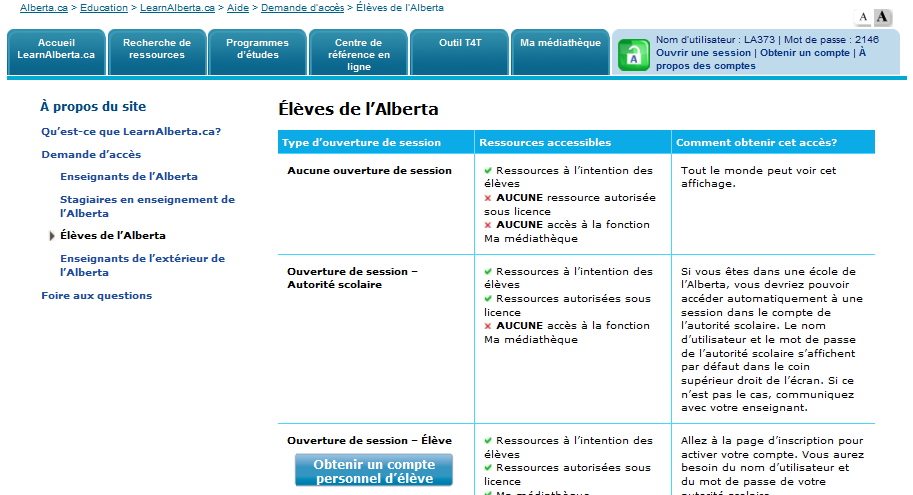 Alberta.ca > Education > LearnAlberta.ca > Aide > Demande d'accès > Élèves de l'Alberta
A A
Accueil
LearnAlberta.ca
Recherche de
ressources
Programmes
d'études
Centre de
référence en
ligne
Outil T4T
Ma médiathèque
Nom d'utilisateur : LA373 | Mot de passe : 2146
Ouvrir une session | Obtenir un compte | À
propos des comptes
À propos du site
Qu'est-ce que LearnAlberta.ca?
Demande d'accès
Enseignants de l'Alberta
Stagiaires en enseignement de
l'Alberta
Élèves de l'Alberta
Enseignants de l'extérieur de
l'Alberta
Foire aux questions
Élèves de l'Alberta
Type d'ouverture de session
Ressources accessibles
Comment obtenir cet accès?
Aucune ouverture de session
Ressources à l'intention des
élèves
AUCUNE ressource autorisée
sous licence
AUCUNE accès à la fonction
Ma médiathèque
Tout le monde peut voir cet
affichage.
Ouverture de session –
Autorité scolaire
Ressources à l'intention des
élèves
Ressources autorisées sous
licence
AUCUNE accès à la fonction
Ma médiathèque
Si vous êtes dans une école de
l'Alberta, vous devriez pouvoir
accéder automatiquement à une
session dans le compte de
l'autorité scolaire. Le nom
d'utilisateur et le mot de passe
de l'autorité scolaire s'affichent
par défaut dans le coin
supérieur droit de l'écran. Si ce
n'est pas le cas, communiquez
avec votre enseignant.
Ouverture de session – Élève
Obtenir un compte
personnel d'élève
Ressources à l'intention des
élèves
Ressources autorisées sous
licence
Ma médiathèque
Allez à la page d'inscription pour
activer votre compte. Vous aurez
besoin du nom d'utilisateur et
du mot de passe de votre
autorité scolaire